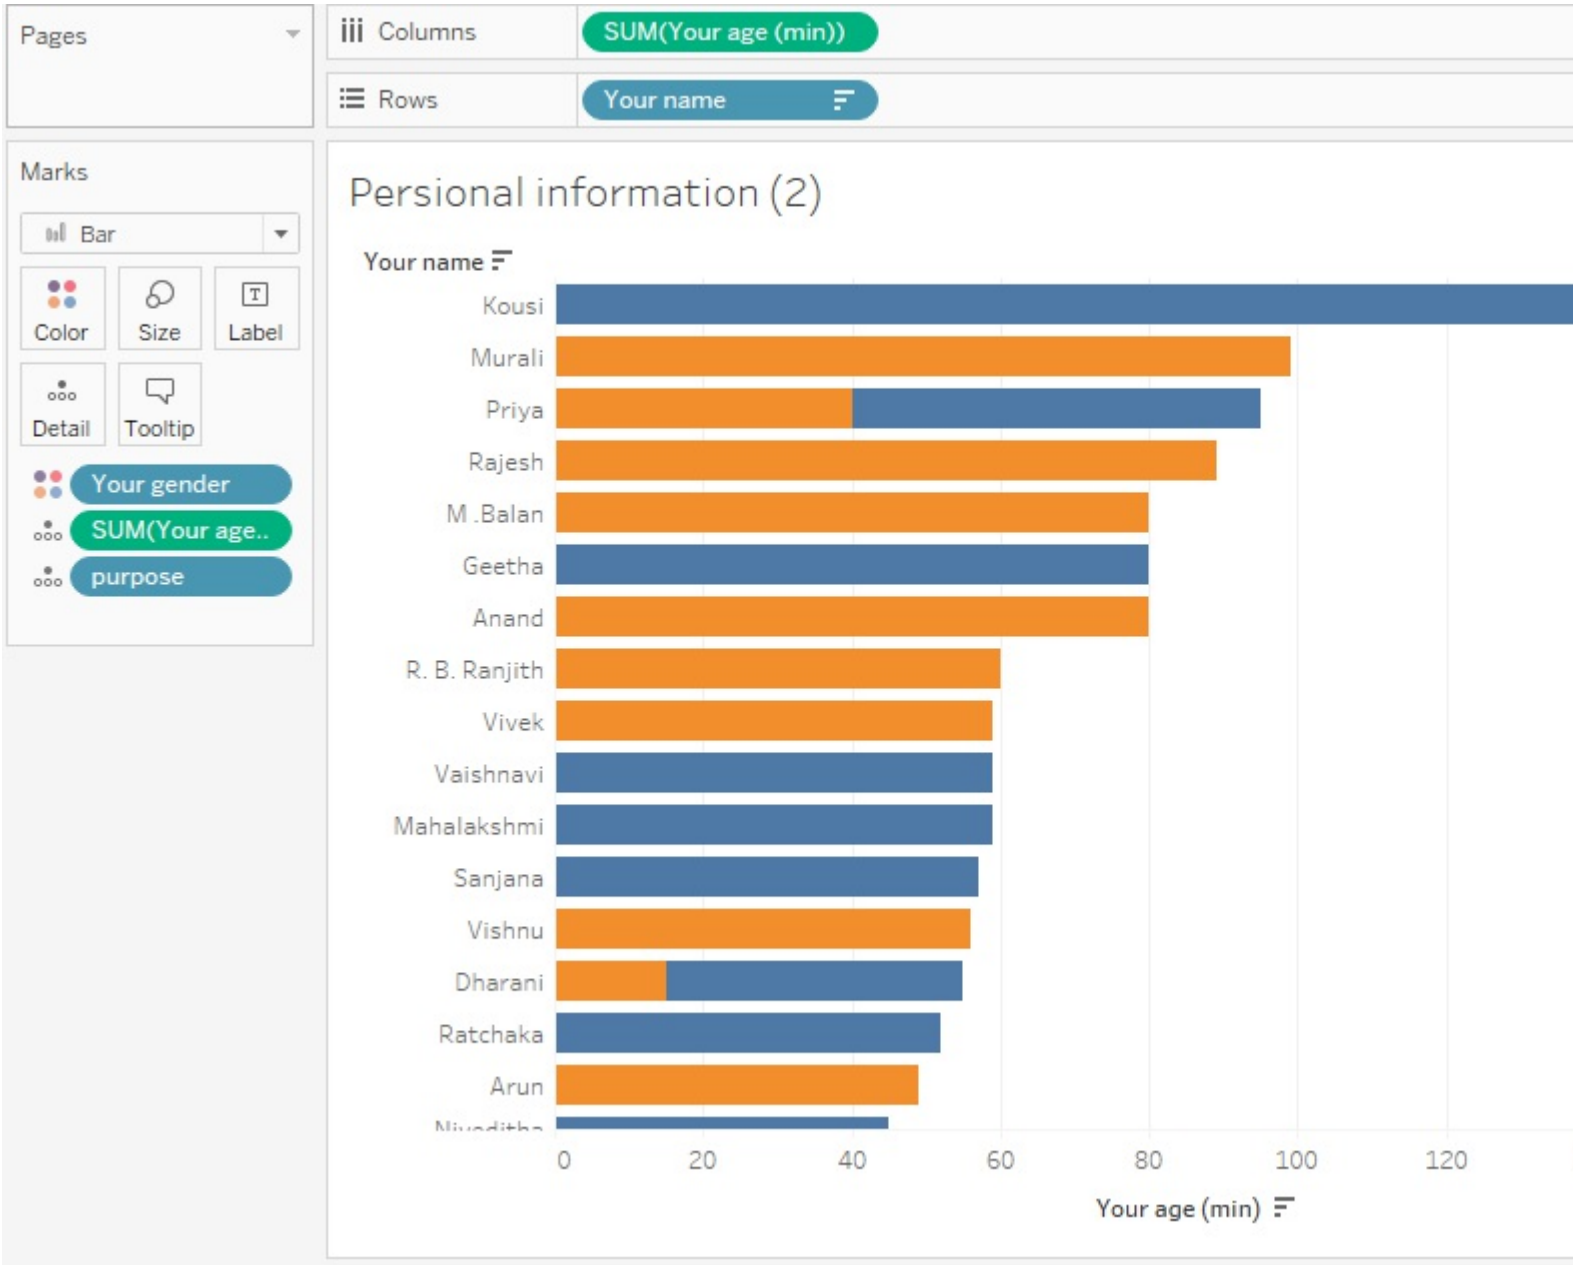 Pages
Columns
SUM(Your age (min))
Rows
Your name
Marks
Bar
Color
Size
Label
Detail
Tooltip
Your gender
SUM(Your age..
purpose
Persional information (2)
Your name
Kousi
Murali
Priya
Rajesh
M .Balan
Geetha
Anand
R. B. Ranjith
Vivek
Vaishnavi
Mahalakshmi
Sanjana
Vishnu
Dharani
Ratchaka
Arun
Niveditha
0 20 40 60 80 100 120
Your age (min)